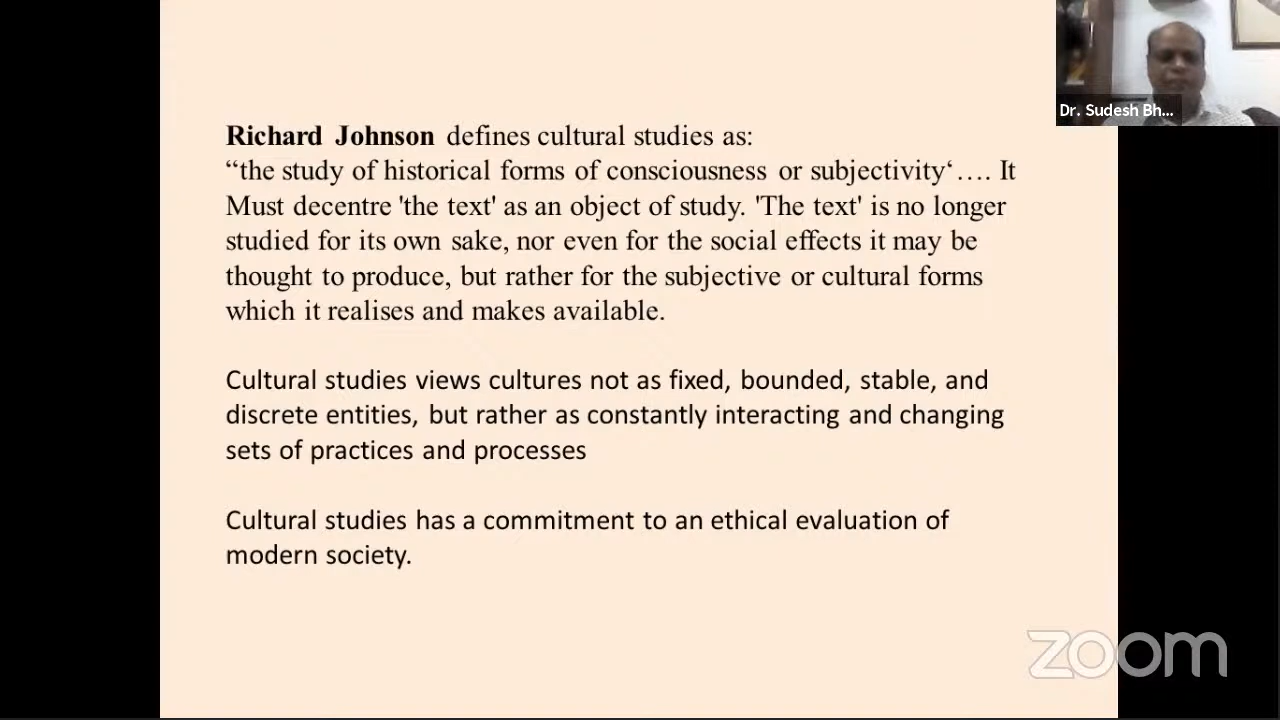 Dr. Sudesh Bh...
Richard Johnson defines cultural studies as:
“the study of historical forms of consciousness or subjectivity‘.... It
Must decentre 'the text' as an object of study. 'The text' is no longer
studied for its own sake, nor even for the social effects it may be
thought to produce, but rather for the subjective or cultural forms
which it realises and makes available.
Cultural studies views cultures not as fixed, bounded, stable, and
discrete entities, but rather as constantly interacting and changing
sets of practices and processes
Cultural studies has a commitment to an ethical evaluation of
modern society.
zoom